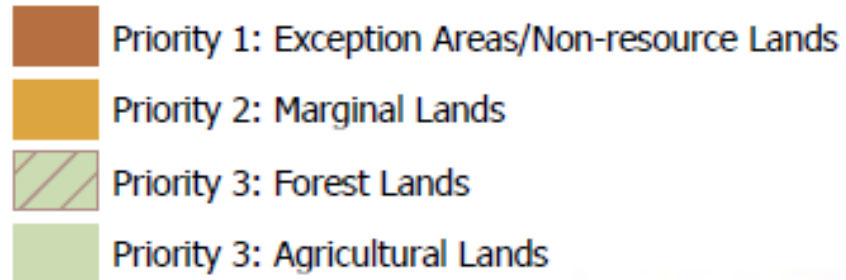 Priority 1: Exception Areas/Non-resource Lands
Priority 2: Marginal Lands
Priority 3: Forest Lands
Priority 3: Agricultural Lands